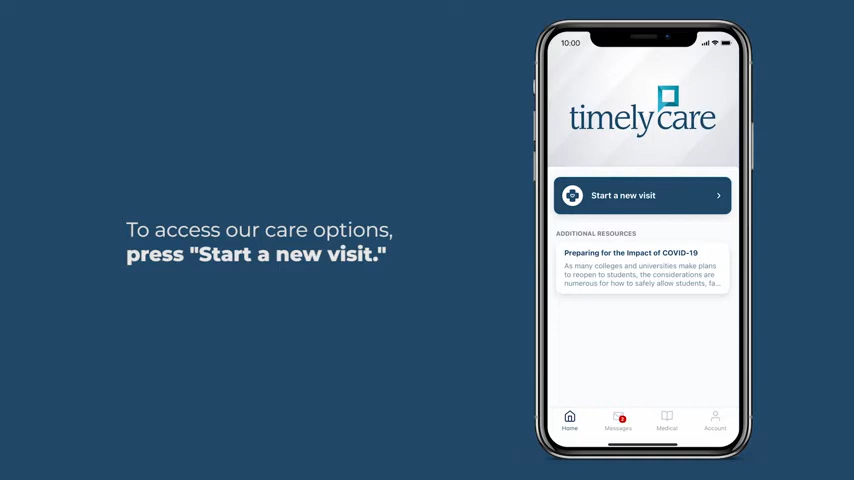 To access our care options,
press "Start a new visit."
10:00
timely care
Start a new visit
ADDITIONAL RESOURCES
Preparing for the Impact of COVID-19
As many colleges and universities make plans
to reopen to students, the considerations are
numerous for how to safely allow students, fa...
2
Home Messages Medical Account